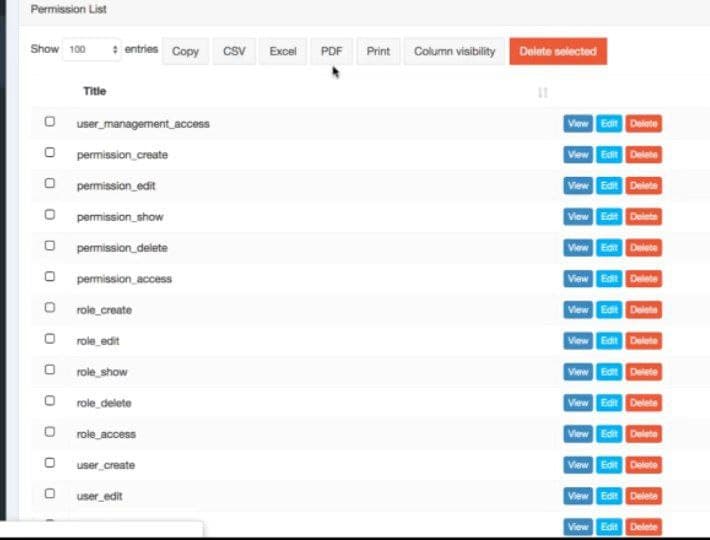 Permission List
Show 100 entries Copy CSV Excel PDF Print Column visibility Delete selected
Title
user_management_access View Edit Delete
permission_create View Edit Delete
permission_edit View Edit Delete
permission_show View Edit Delete
permission_delete View Edit Delete
permission_access View Edit Delete
role_create View Edit Delete
role_edit View Edit Delete
role_show View Edit Delete
role_delete View Edit Delete
role_access View Edit Delete
user_create View Edit Delete
user_edit View Edit Delete
View Edit Delete